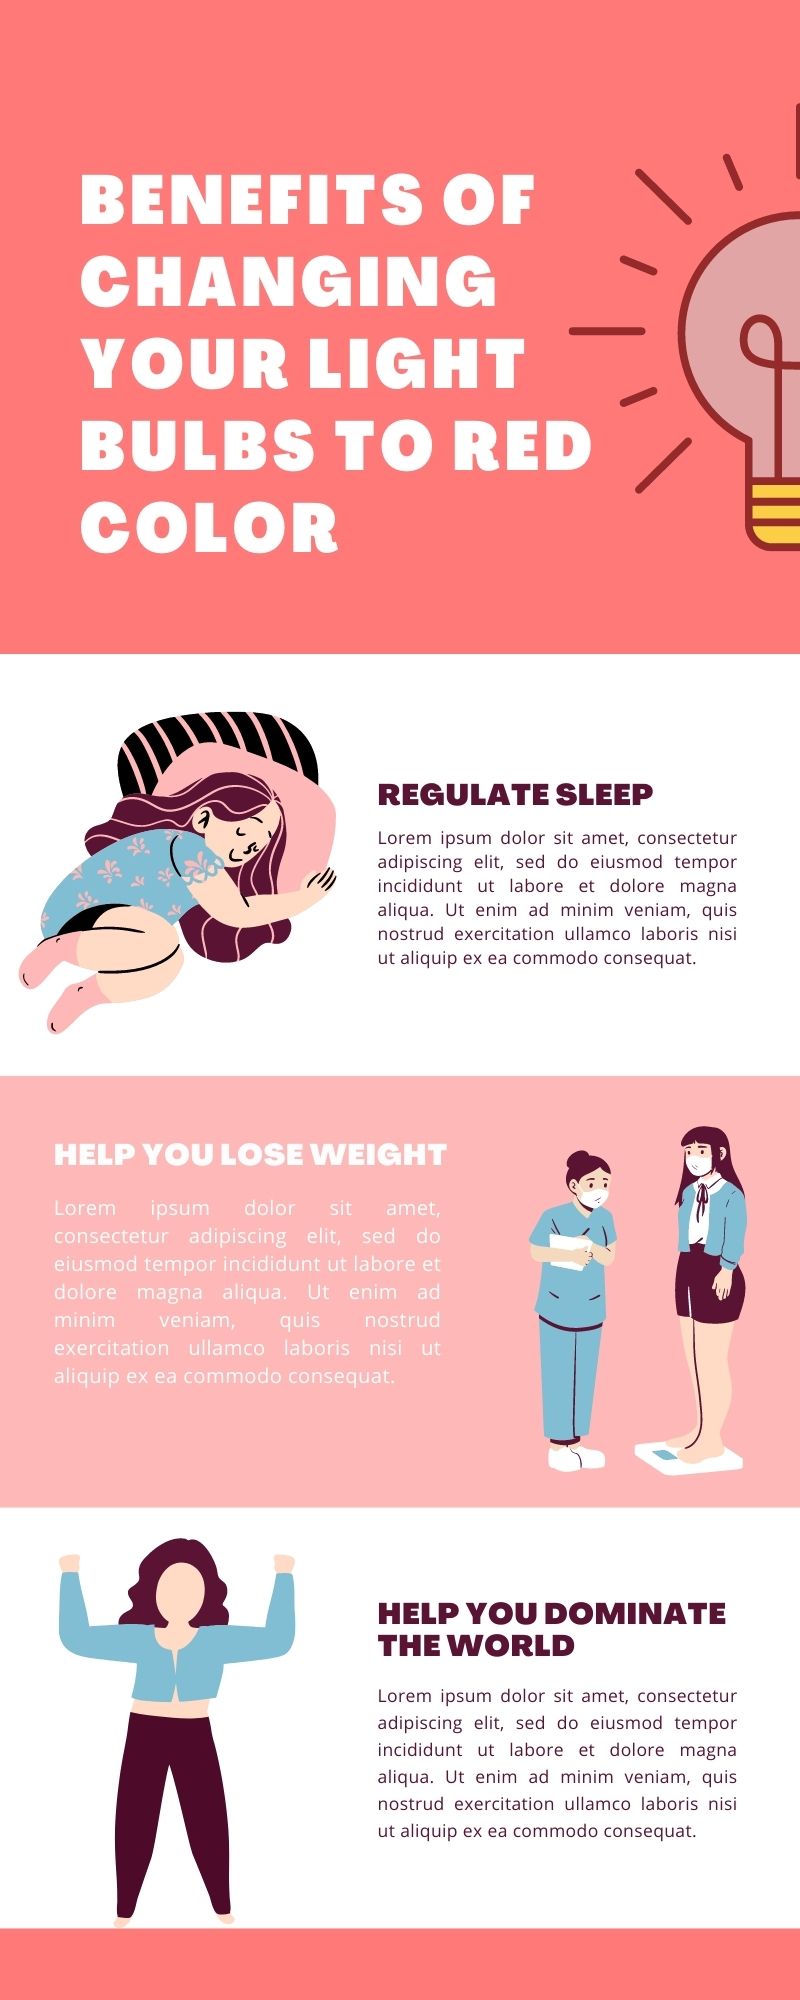 BENEFITS OF
CHANGING
YOUR LIGHT
BULBS TO RED
COLOR
REGULATE SLEEP
Lorem ipsum dolor sit amet, consectetur
adipiscing elit, sed do eiusmod tempor
incididunt ut labore et dolore magna
aliqua. Ut enim ad minim veniam, quis
nostrud exercitation ullamco laboris nisi
ut aliquip ex ea commodo consequat.
HELP YOU LOSE WEIGHT
Lorem ipsum dolor sit amet,
consectetur adipiscing elit, sed do
eiusmod tempor incididunt ut labore et
dolore magna aliqua. Ut enim ad
minim veniam, quis nostrud
exercitation ullamco laboris nisi ut
aliquip ex ea commodo consequat.
HELP YOU DOMINATE
THE WORLD
Lorem ipsum dolor sit amet, consectetur
adipiscing elit, sed do eiusmod tempor
incididunt ut labore et dolore magna
aliqua. Ut enim ad minim veniam, quis
nostrud exercitation ullamco laboris nisi
ut aliquip ex ea commodo consequat.